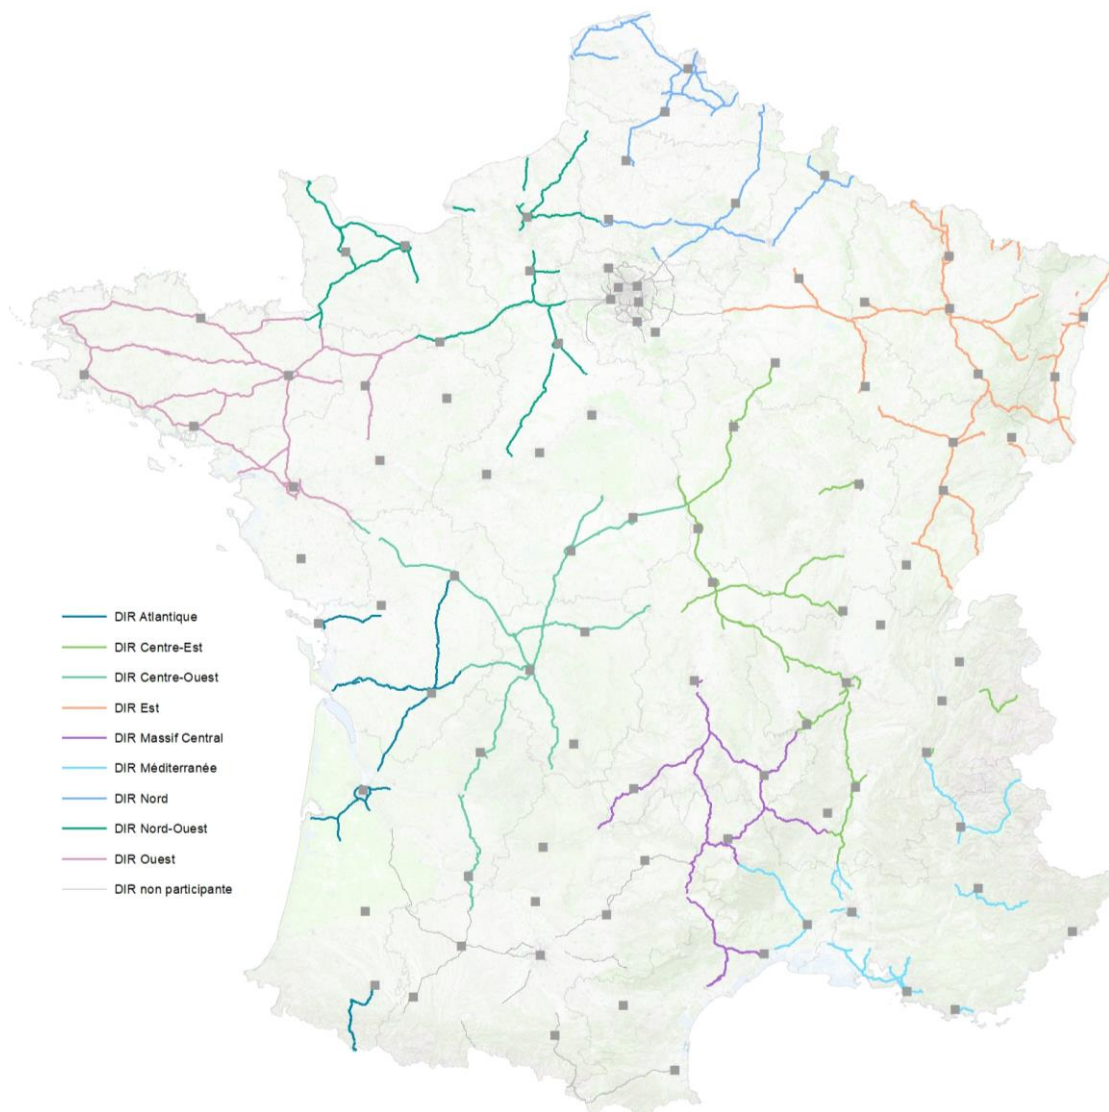 DIR Atlantique
DIR Centre-Est
DIR Centre-Ouest
DIR Est
DIR Massif Central
DIR Méditerranée
DIR Nord
DIR Nord-Ouest
DIR Ouest
DIR non participante